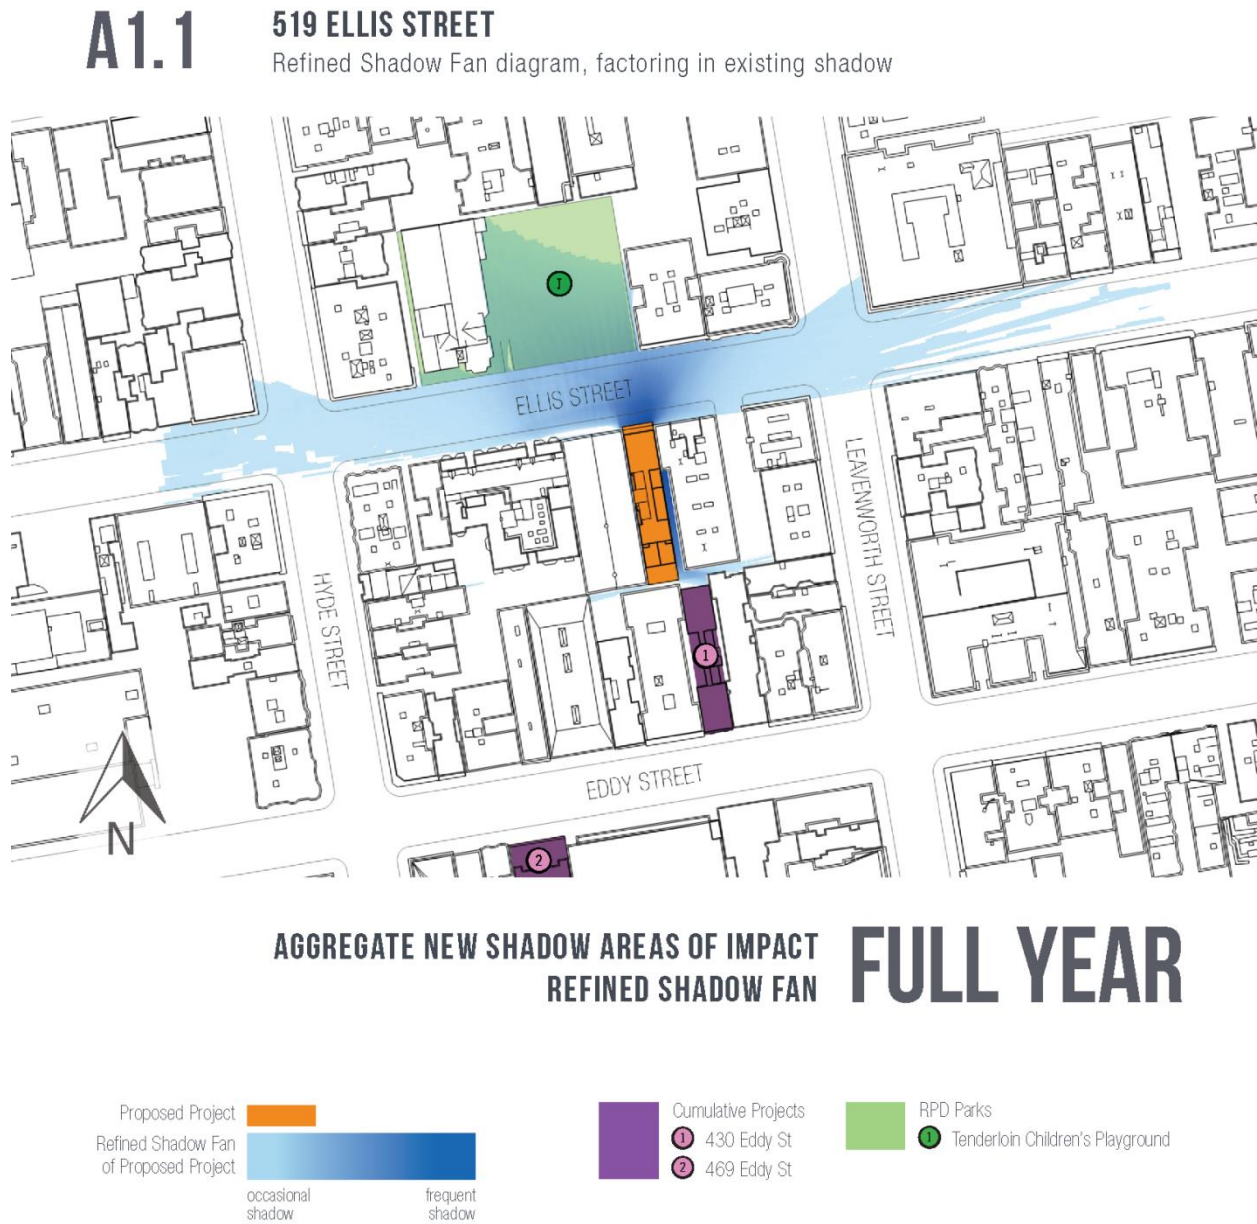 A1.1
519 ELLIS STREET
Refined Shadow Fan diagram, factoring in existing shadow
1
ELLIS STREET
LEAVENWORTH STREET
HYDE STREET
1
EDDY STREET
N
2
AGGREGATE NEW SHADOW AREAS OF IMPACT
REFINED SHADOW FAN
FULL YEAR
Proposed Project
Refined Shadow Fan
of Proposed Project
occasional
shadow
frequent
shadow
Cumulative Projects
1 430 Eddy St
2 469 Eddy St
RPD Parks
1 Tenderloin Children's Playground